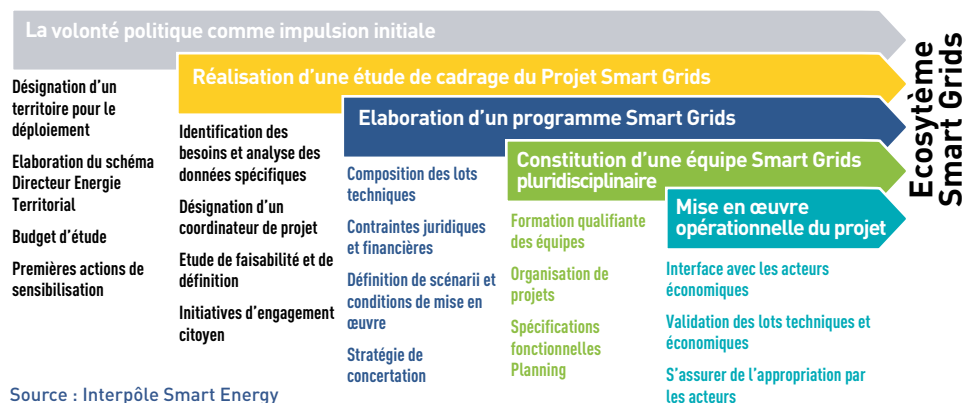 La volonté politique comme impulsion initiale
Désignation d'un
territoire pour le
déploiement
Elaboration du schéma
Directeur Energie
Territorial
Budget d'étude
Premières actions de
sensibilisation
Réalisation d'une étude de cadrage du Projet Smart Grids
Identification des
besoins et analyse des
données spécifiques
Désignation d'un
coordinateur de projet
Etude de faisabilité et de
définition
Initiatives d'engagement
citoyen
Elaboration d'un programme Smart Grids
Composition des lots
techniques
Contraintes juridiques
et financières
Définition de scénarii et
conditions de mise en
œuvre
Stratégie de
concertation
Constitution d'une équipe Smart Grids
pluridisciplinaire
Formation qualifiante
des équipes
Organisation de
projets
Spécifications
fonctionnelles
Planning
Mise en œuvre
opérationnelle du projet
Interface avec les acteurs
économiques
Validation des lots techniques et
économiques
S'assurer de l'appropriation par
les acteurs
Ecosytème
Smart Grids
Source : Interpôle Smart Energy